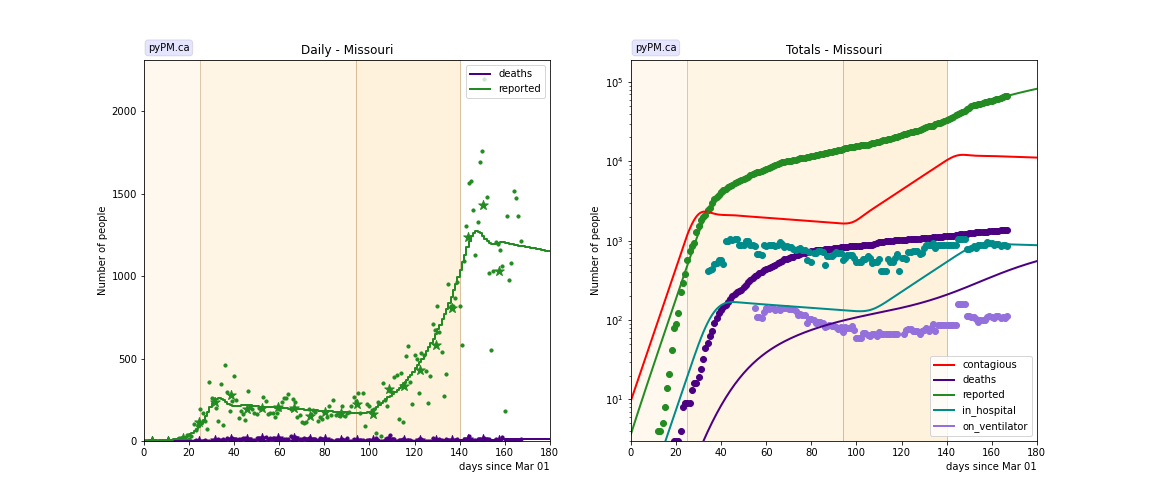 pyPM.ca
Daily - Missouri
deaths
reported
Number of people
2000
1500
1000
500
0
0 20 40 60 80 100 120 140 160 180
days since Mar 01
pyPM.ca
Totals - Missouri
Number of people
10^5
10^4
10^3
10^2
10^1
contagious
deaths
reported
in_hospital
on_ventilator
0 20 40 60 80 100 120 140 160 180
days since Mar 01